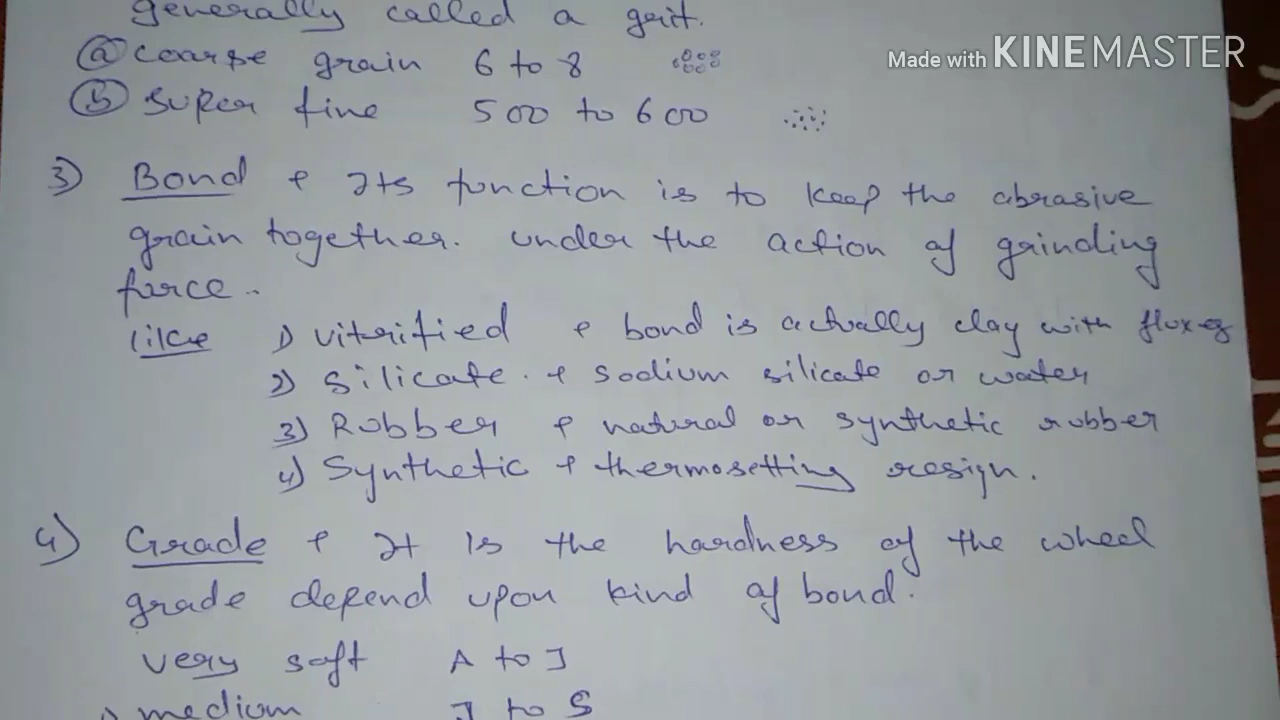 generally called a grit.
ⓐ coarse grain 6 to 8
ⓑ super fine 500 to 600
Made with KINEMASTER
3) Bond : Its function is to keep the abrasive
grain together. under the action of grinding
force.
like 1) vitrified : bond is actually clay with fluxes
2) silicate : sodium silicate or water
3) Rubber : natural or synthetic rubber
4) Synthetic : thermosetting resign.
4) Grade : It is the hardness of the wheel
grade depend upon kind of bond.
very soft A to J
medium J to S